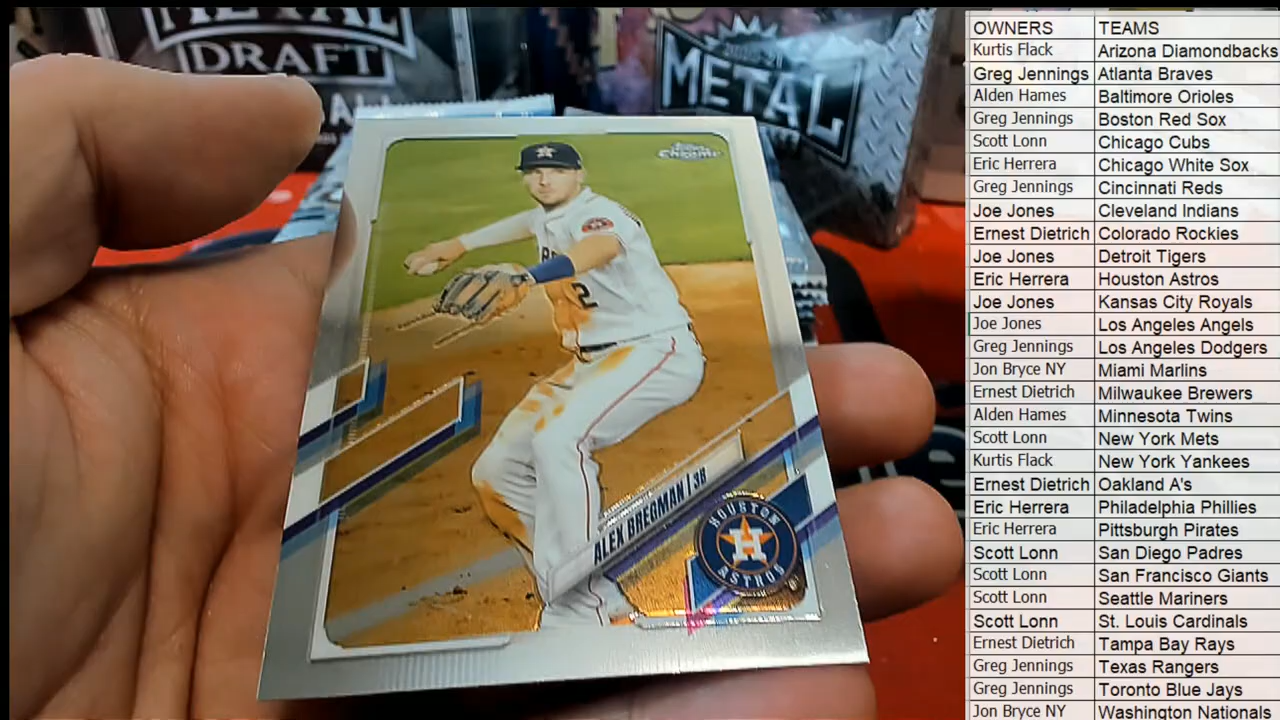 METAL
DRAFT
METAL
Topps
Chrome
2
ALEX BREGMAN | 3B
HOUSTON
H
ASTROS
OWNERS TEAMS
Kurtis Flack Arizona Diamondbacks
Greg Jennings Atlanta Braves
Alden Hames Baltimore Orioles
Greg Jennings Boston Red Sox
Scott Lonn Chicago Cubs
Eric Herrera Chicago White Sox
Greg Jennings Cincinnati Reds
Joe Jones Cleveland Indians
Ernest Dietrich Colorado Rockies
Joe Jones Detroit Tigers
Eric Herrera Houston Astros
Joe Jones Kansas City Royals
Joe Jones Los Angeles Angels
Greg Jennings Los Angeles Dodgers
Jon Bryce NY Miami Marlins
Ernest Dietrich Milwaukee Brewers
Alden Hames Minnesota Twins
Scott Lonn New York Mets
Kurtis Flack New York Yankees
Ernest Dietrich Oakland A's
Eric Herrera Philadelphia Phillies
Eric Herrera Pittsburgh Pirates
Scott Lonn San Diego Padres
Scott Lonn San Francisco Giants
Scott Lonn Seattle Mariners
Scott Lonn St. Louis Cardinals
Ernest Dietrich Tampa Bay Rays
Greg Jennings Texas Rangers
Greg Jennings Toronto Blue Jays
Jon Bryce NY Washington Nationals